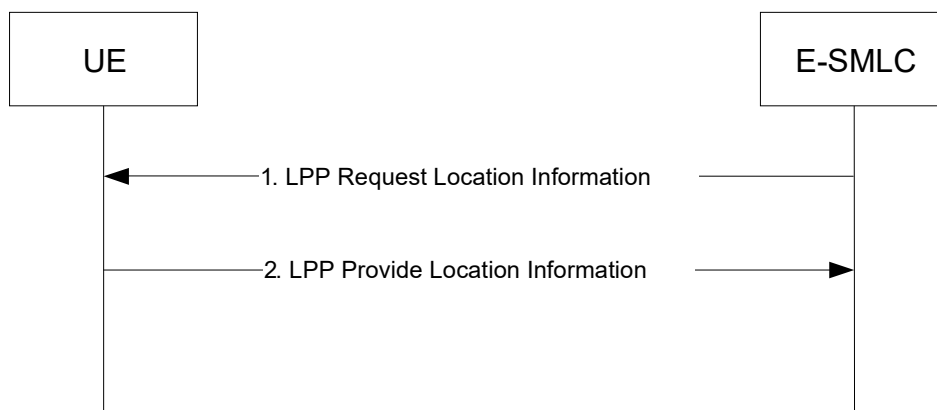 UE
E-SMLC
1. LPP Request Location Information
2. LPP Provide Location Information